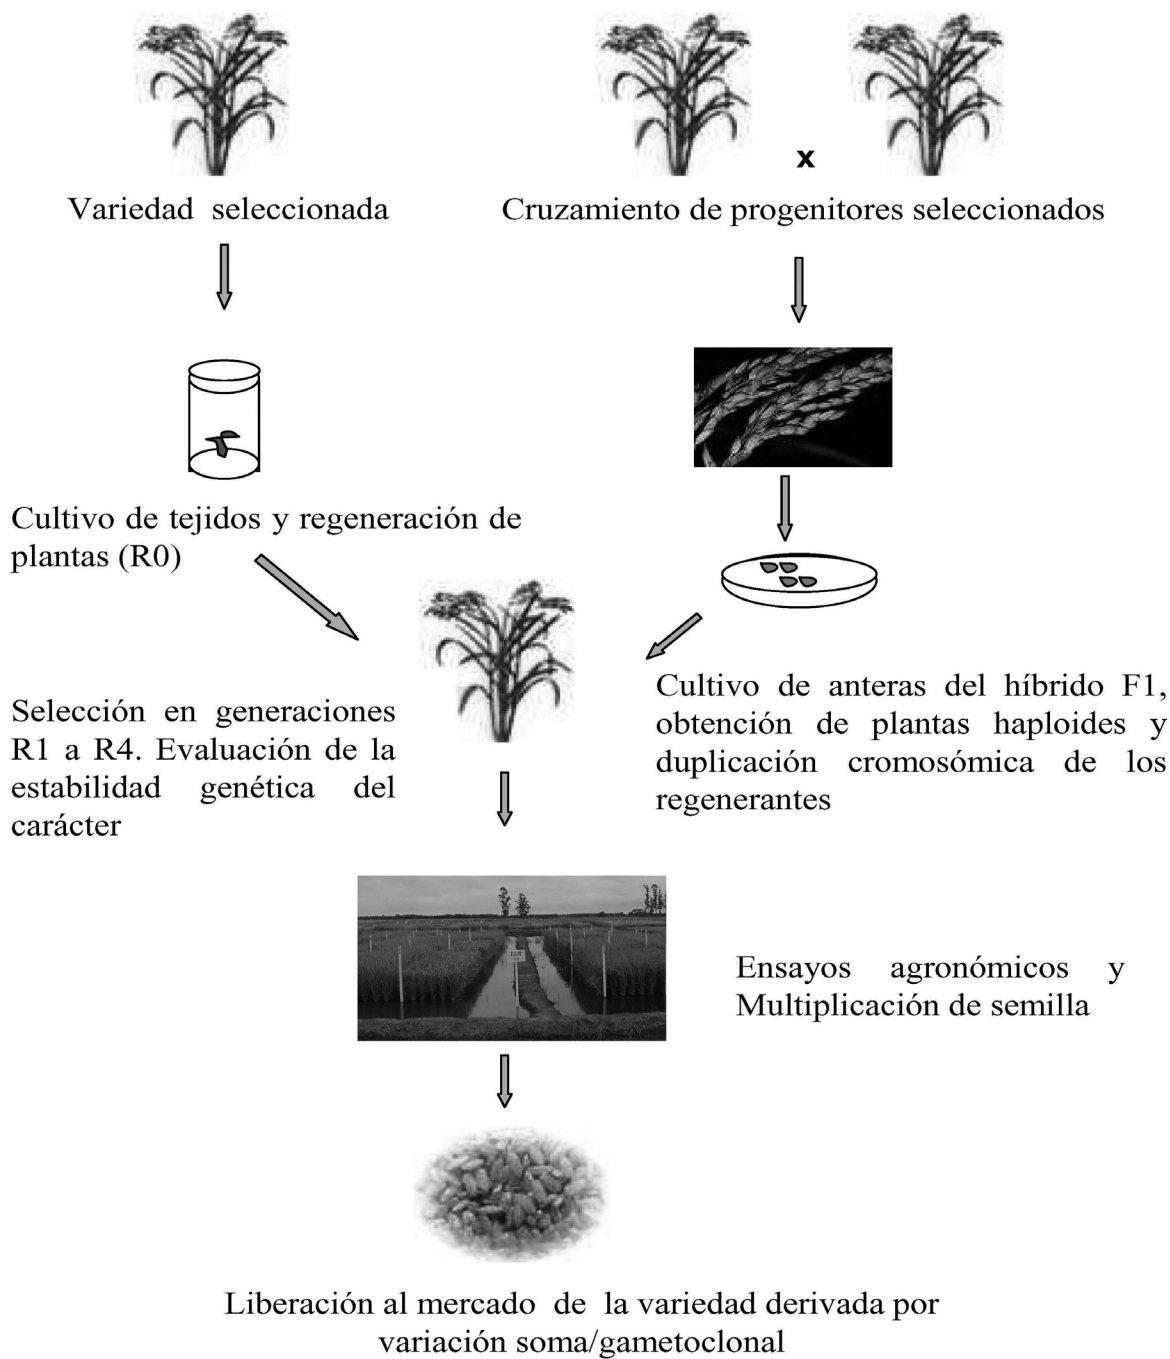 x
Variedad seleccionada
Cruzamiento de progenitores seleccionados
Cultivo de tejidos y regeneración de
plantas (R0)
Selección en generaciones
R1 a R4. Evaluación de la
estabilidad genética del
carácter
Cultivo de anteras del híbrido F1,
obtención de plantas haploides y
duplicación cromosómica de los
regenerantes
Ensayos agronómicos y
Multiplicación de semilla
Liberación al mercado de la variedad derivada por
variación soma/gametoclonal